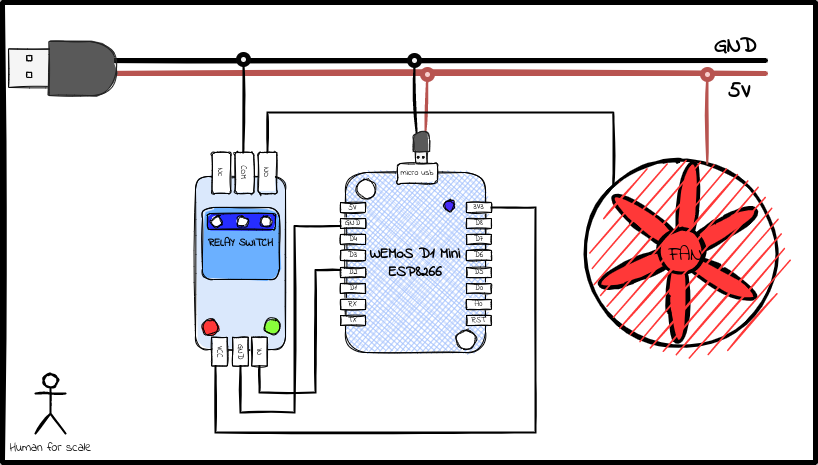 GND
5V
NC
COM
NO
micro usb
RELAY SWITCH
WEMOS D1 Mini
ESP8266
5V
GND
D4
D3
D2
D1
RX
TX
3V3
D8
D7
D6
D5
D0
A0
RST
FAN
VCC
GND
IN
Human for scale